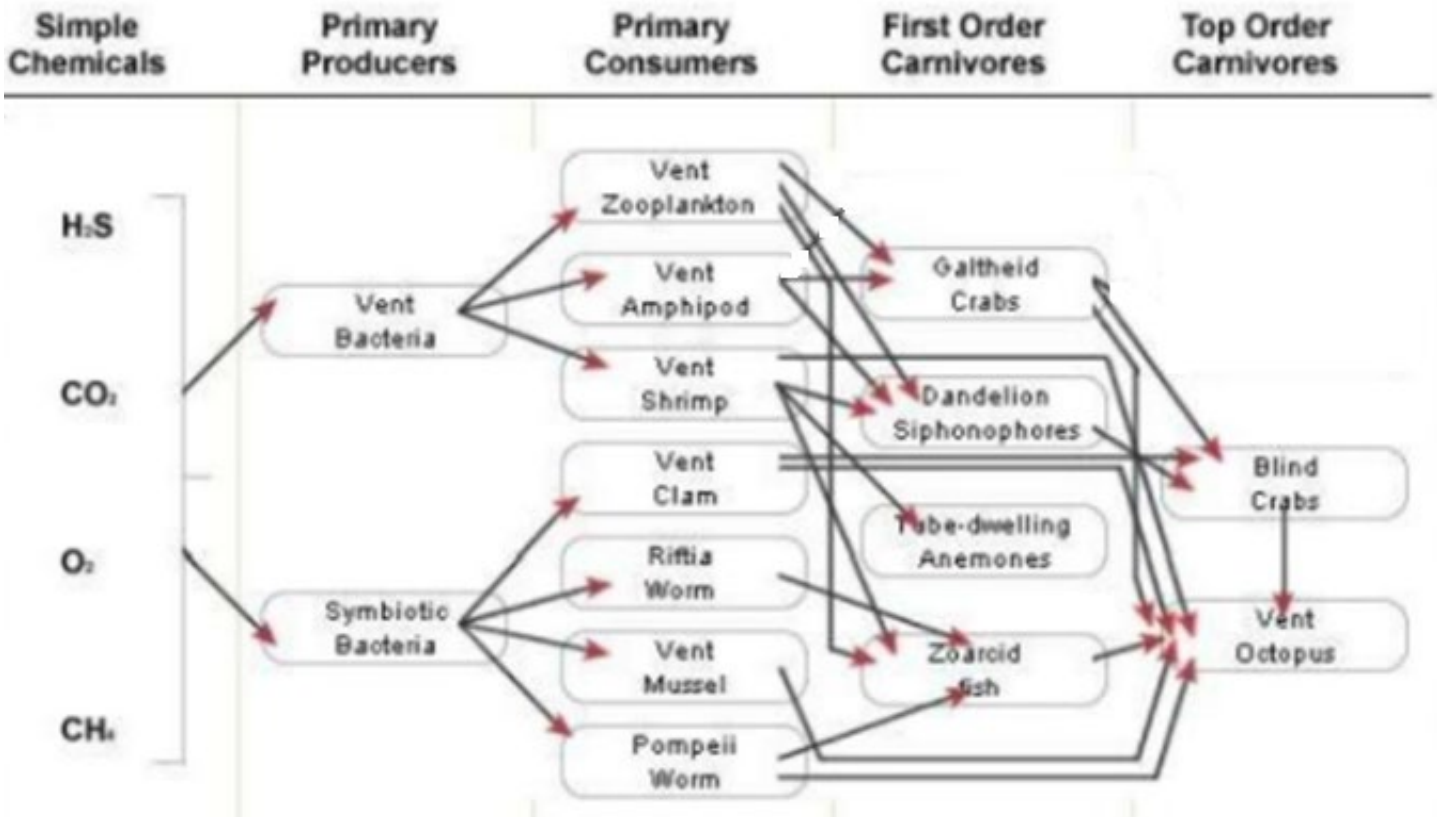 Simple
Chemicals
Primary
Producers
Primary
Consumers
First Order
Carnivores
Top Order
Carnivores
H₂S
CO₂
O₂
CH₄
Vent
Bacteria
Symbiotic
Bacteria
Vent
Zooplankton
Vent
Amphipod
Vent
Shrimp
Vent
Clam
Riftia
Worm
Vent
Mussel
Pompeii
Worm
Galtheid
Crabs
Dandelion
Siphonophores
Tube-dwelling
Anemones
Zoarcid
fish
Blind
Crabs
Vent
Octopus